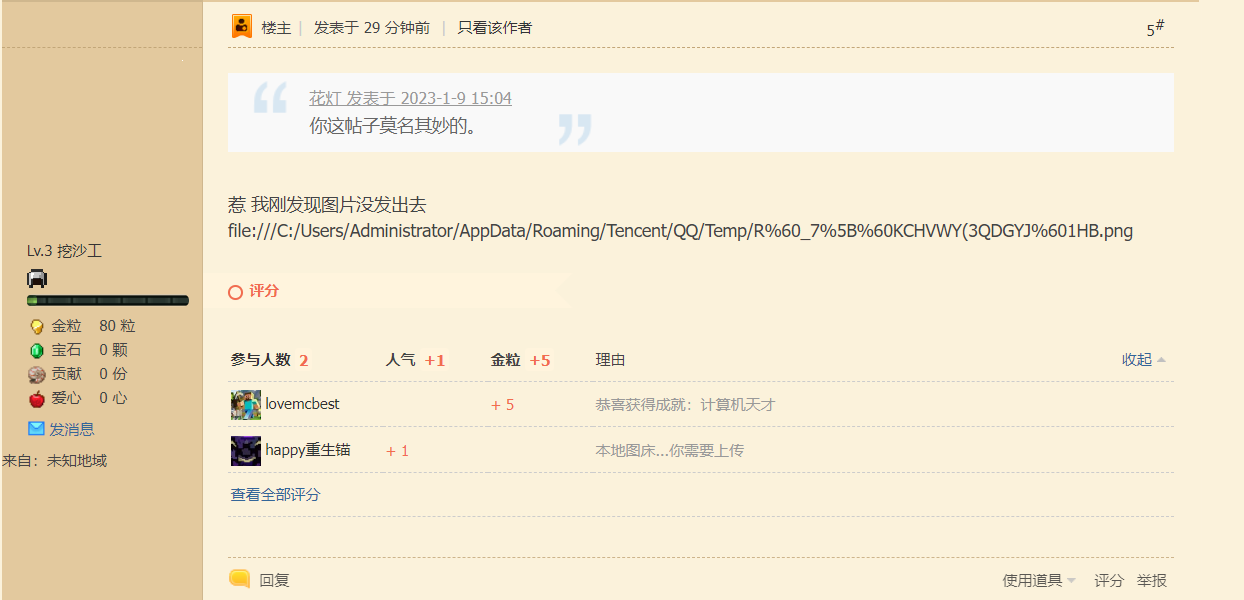 楼主 | 发表于 29 分钟前 | 只看该作者
5#
花灯 发表于 2023-1-9 15:04
你这帖子莫名其妙的。
惹 我刚发现图片没发出去
file:///C:/Users/Administrator/AppData/Roaming/Tencent/QQ/Temp/R%60_7%5B%60KCHVWY(3QDGYJ%601HB.png
Lv.3 挖沙工
金粒 80 粒
宝石 0 颗
贡献 0 份
爱心 0 心
发消息
来自：未知地域
评分
参与人数 2 人气 +1 金粒 +5 理由 收起
lovemcbest + 5 恭喜获得成就：计算机天才
happy重生锚 + 1 本地图床...你需要上传
查看全部评分
回复 使用道具 评分 举报